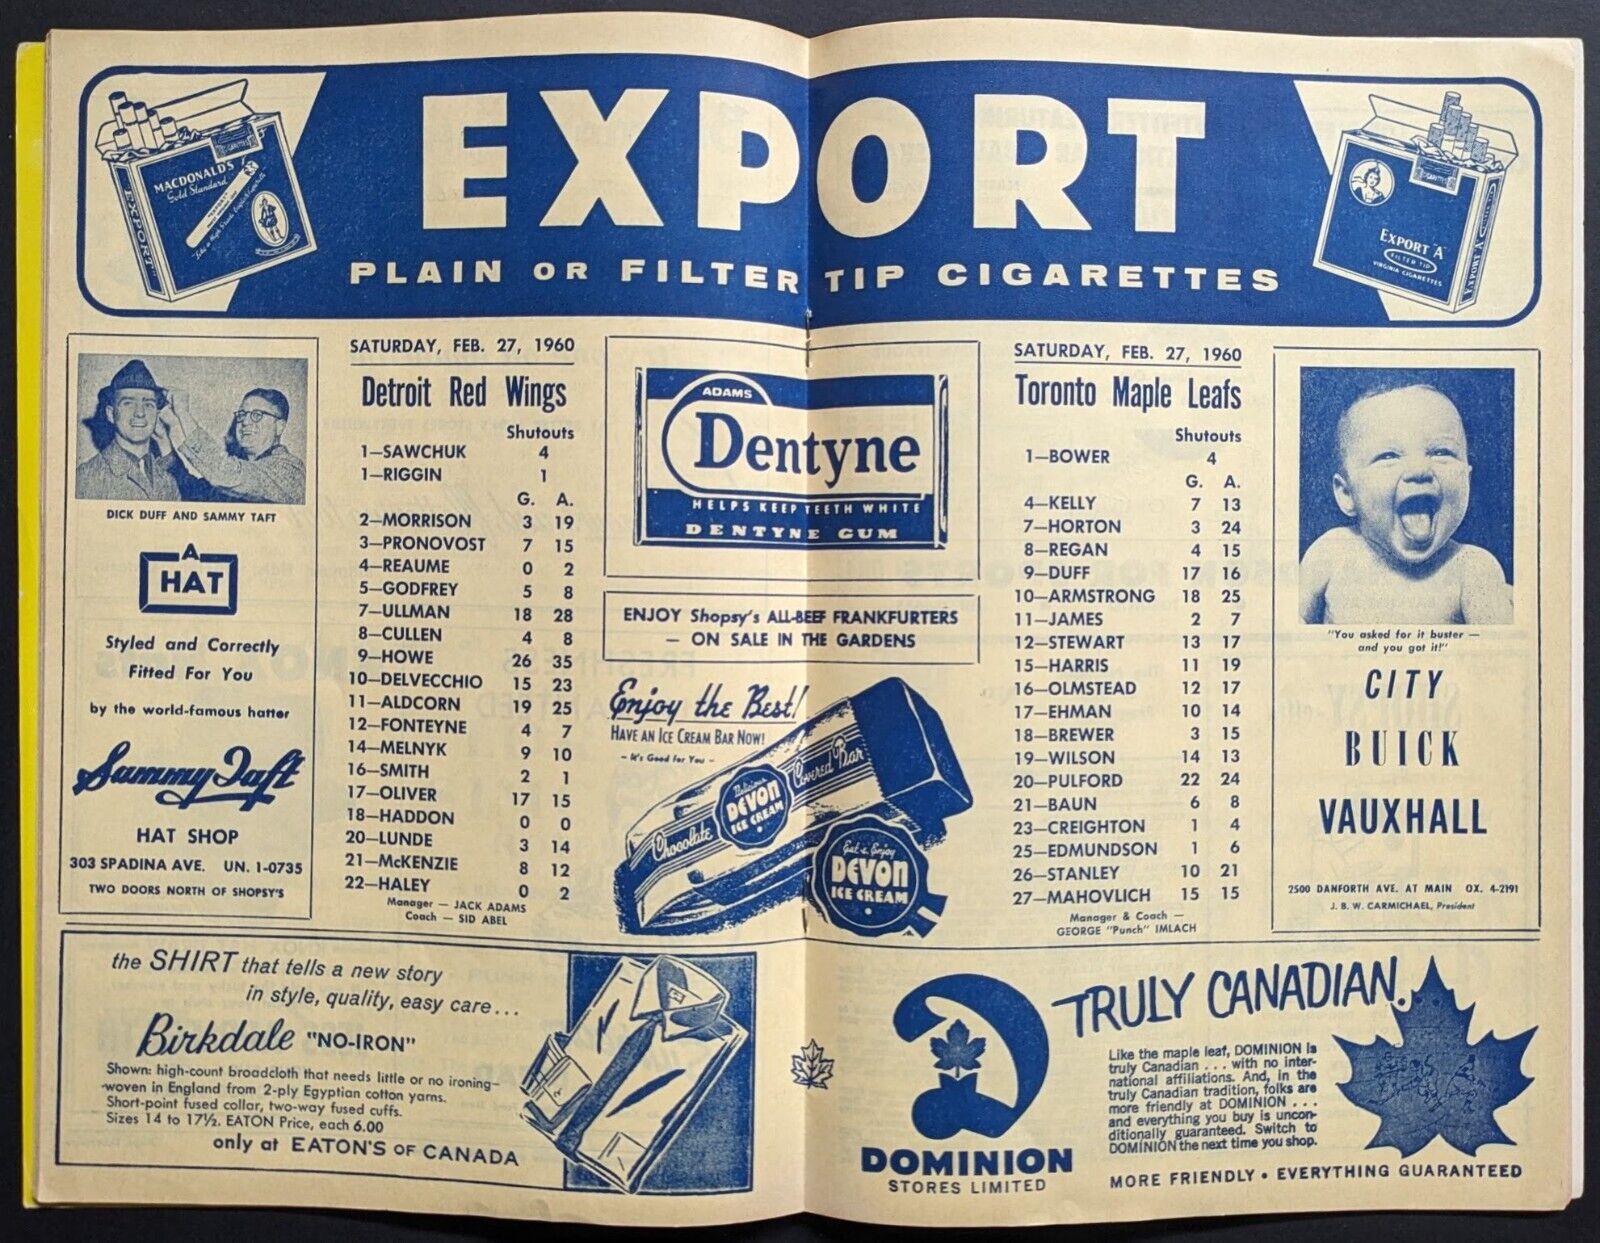 EXPORT
PLAIN OR FILTER TIP CIGARETTES
MACDONALD'S
Gold Standard
EXPORT
CIGARETTES
EXPORT "A"
FILTER TIP
VIRGINIA CIGARETTES
EXPORT "A"
DICK DUFF AND SAMMY TAFT
A
HAT
Styled and Correctly
Fitted For You
by the world-famous hatter
Sammy Taft
HAT SHOP
303 SPADINA AVE. UN. 1-0735
TWO DOORS NORTH OF SHOPSY'S
SATURDAY, FEB. 27, 1960
Detroit Red Wings
Shutouts
1—SAWCHUK 4
1—RIGGIN 1
G. A.
2—MORRISON 3 19
3—PRONOVOST 7 15
4—REAUME 0 2
5—GODFREY 5 8
7—ULLMAN 18 28
8—CULLEN 4 8
9—HOWE 26 35
10—DELVECCHIO 15 23
11—ALDCORN 19 25
12—FONTEYNE 4 7
14—MELNYK 9 10
16—SMITH 2 1
17—OLIVER 17 15
18—HADDON 0 0
20—LUNDE 3 14
21—McKENZIE 8 12
22—HALEY 0 2
Manager — JACK ADAMS
Coach — SID ABEL
ADAMS
Dentyne
HELPS KEEP TEETH WHITE
DENTYNE GUM
ENJOY Shopsy's ALL-BEEF FRANKFURTERS
— ON SALE IN THE GARDENS
Enjoy the Best!
HAVE AN ICE CREAM BAR NOW!
- It's Good for You -
Chocolate
Delicious
DEVON
ICE CREAM
Covered Bar
Eat & Enjoy
DEVON
ICE CREAM
SATURDAY, FEB. 27, 1960
Toronto Maple Leafs
Shutouts
1—BOWER 4
G. A.
4—KELLY 7 13
7—HORTON 3 24
8—REGAN 4 15
9—DUFF 17 16
10—ARMSTRONG 18 25
11—JAMES 2 7
12—STEWART 13 17
15—HARRIS 11 19
16—OLMSTEAD 12 17
17—EHMAN 10 14
18—BREWER 3 15
19—WILSON 14 13
20—PULFORD 22 24
21—BAUN 6 8
23—CREIGHTON 1 4
25—EDMUNDSON 1 6
26—STANLEY 10 21
27—MAHOVLICH 15 15
Manager & Coach —
GEORGE "Punch" IMLACH
"You asked for it buster —
and you got it!"
CITY
BUICK
VAUXHALL
2500 DANFORTH AVE. AT MAIN OX. 4-2191
J. B. W. CARMICHAEL, President
the SHIRT that tells a new story
in style, quality, easy care...
Birkdale "NO-IRON"
Shown: high-count broadcloth that needs little or no ironing—
-woven in England from 2-ply Egyptian cotton yarns.
Short-point fused collar, two-way fused cuffs.
Sizes 14 to 17½. EATON Price, each 6.00
only at EATON'S OF CANADA
DOMINION
STORES LIMITED
TRULY CANADIAN..
Like the maple leaf, DOMINION is
truly Canadian . . . with no inter-
national affiliations. And, in the
truly Canadian tradition, folks are
more friendly at DOMINION . . .
and everything you buy is uncon-
ditionally guaranteed. Switch to
DOMINION the next time you shop.
MORE FRIENDLY • EVERYTHING GUARANTEED